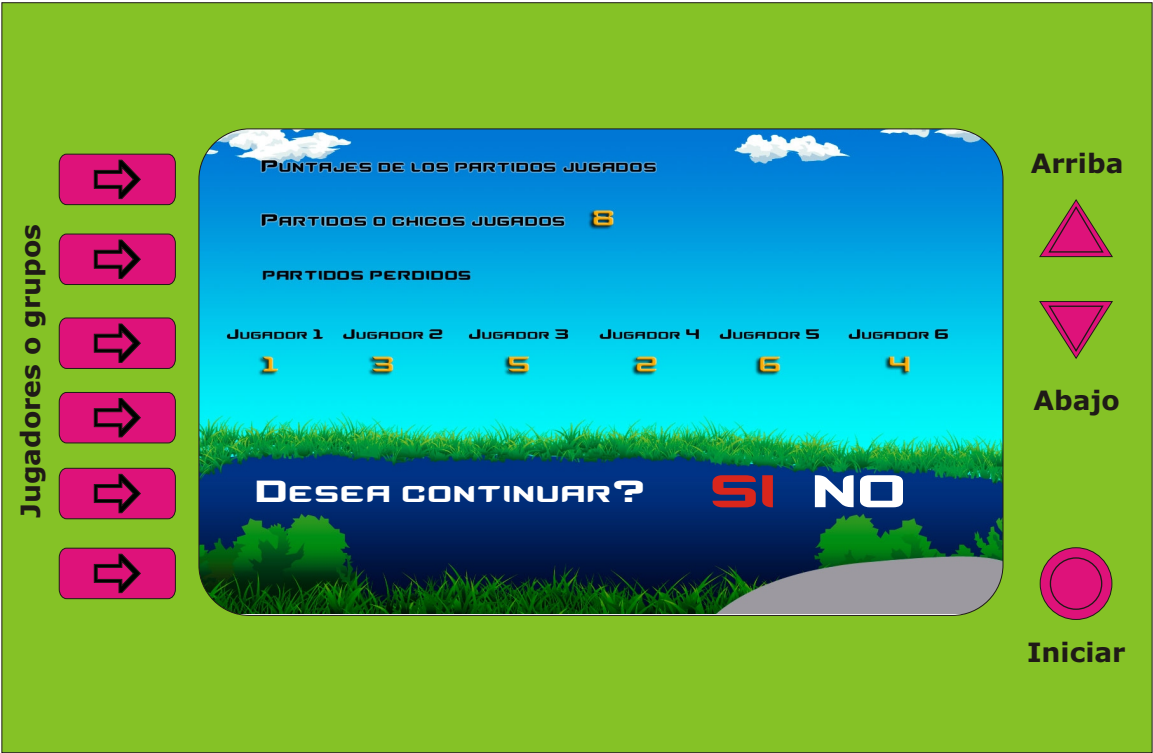 Jugadores o grupos
Puntajes de los partidos jugados
Partidos o chicos jugados 8
partidos perdidos
Jugador 1 Jugador 2 Jugador 3 Jugador 4 Jugador 5 Jugador 6
1 3 5 2 6 4
Desea continuar? SI NO
Arriba
Abajo
Iniciar